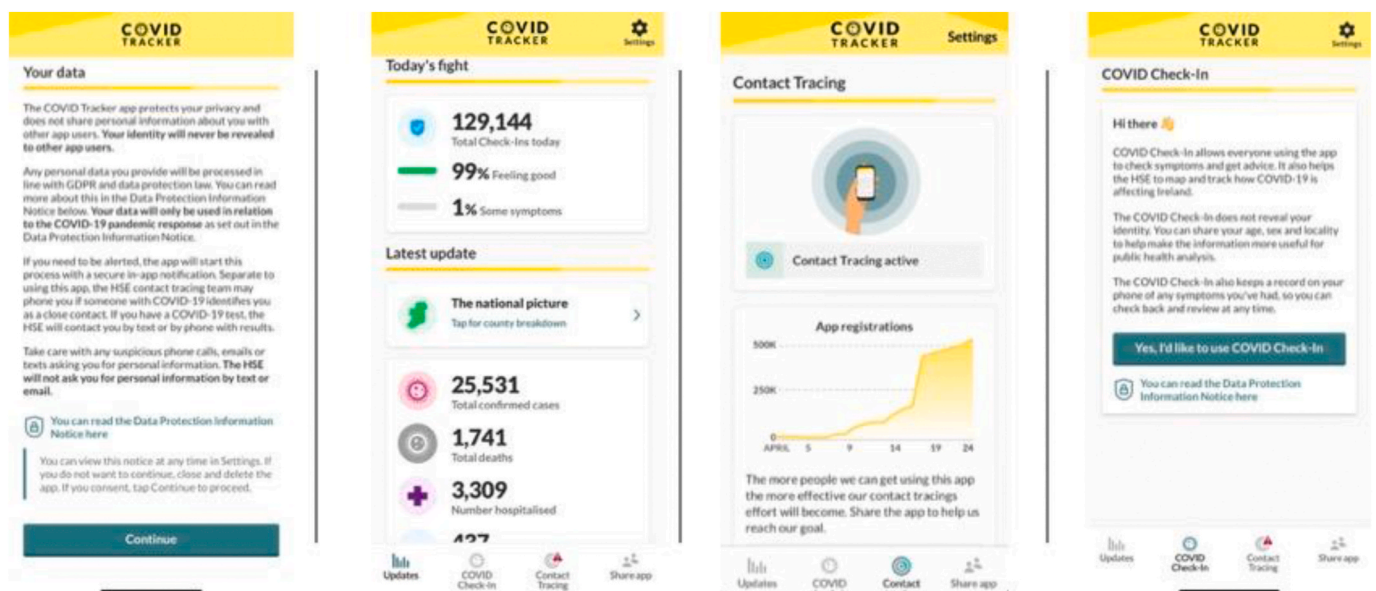 COVID
TRACKER
Your data
The COVID Tracker app protects your privacy and
does not share personal information about you with
other app users. Your identity will never be revealed
to other app users.
Any personal data you provide will be processed in
line with GDPR and data protection law. You can read
more about this in the Data Protection Information
Notice below. Your data will only be used in relation
to the COVID-19 pandemic response as set out in the
Data Protection Information Notice.
If you need to be alerted, the app will start this
process with a secure in-app notification. Separate to
using this app, the HSE contact tracing team may
phone you if someone with COVID-19 identifies you
as a close contact. If you have a COVID-19 test, the
HSE will contact you by text or by phone with results.
Take care with any suspicious phone calls, emails or
texts asking you for personal information. The HSE
will not ask you for personal information by text or
email.
You can read the Data Protection Information
Notice here
You can view this notice at any time in Settings. If
you do not want to continue, close and delete the
app. If you consent, tap Continue to proceed.
Continue
COVID
TRACKER
Settings
Today's fight
129,144
Total Check-Ins today
99% Feeling good
1% Some symptoms
Latest update
The national picture
Tap for county breakdown
25,531
Total confirmed cases
1,741
Total deaths
3,309
Number hospitalised
Updates
COVID
Check-In
Contact
Tracing
Share app
COVID
TRACKER
Settings
Contact Tracing
Contact Tracing active
App registrations
500K
250K
0
APRIL 5 9 14 19 24
The more people we can get using this app
the more effective our contact tracings
effort will become. Share the app to help us
reach our goal.
Updates
COVID
Contact
Share app
COVID
TRACKER
Settings
COVID Check-In
Hi there 👋
COVID Check-In allows everyone using the app
to check symptoms and get advice. It also helps
the HSE to map and track how COVID-19 is
affecting Ireland.
The COVID Check-In does not reveal your
identity. You can share your age, sex and locality
to help make the information more useful for
public health analysis.
The COVID Check-In also keeps a record on your
phone of any symptoms you've had, so you can
check back and review at any time.
Yes, I'd like to use COVID Check-In
You can read the Data Protection
Information Notice here
Updates
COVID
Check-In
Contact
Tracing
Share app